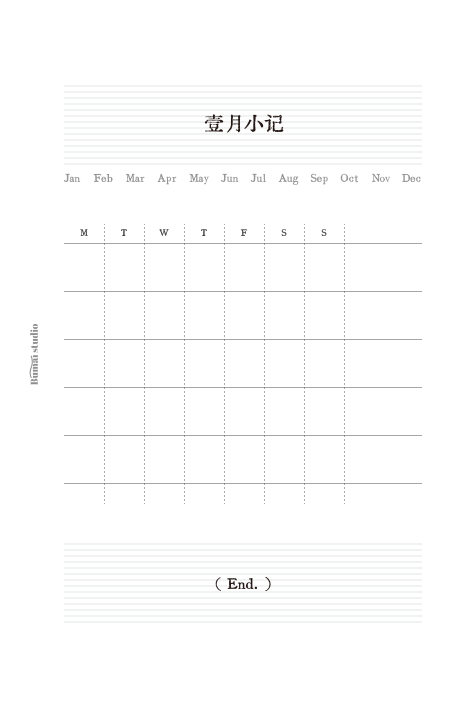 壹月小记
Jan Feb Mar Apr May Jun Jul Aug Sep Oct Nov Dec
M T W T F S S
Bumai studio
( End. )